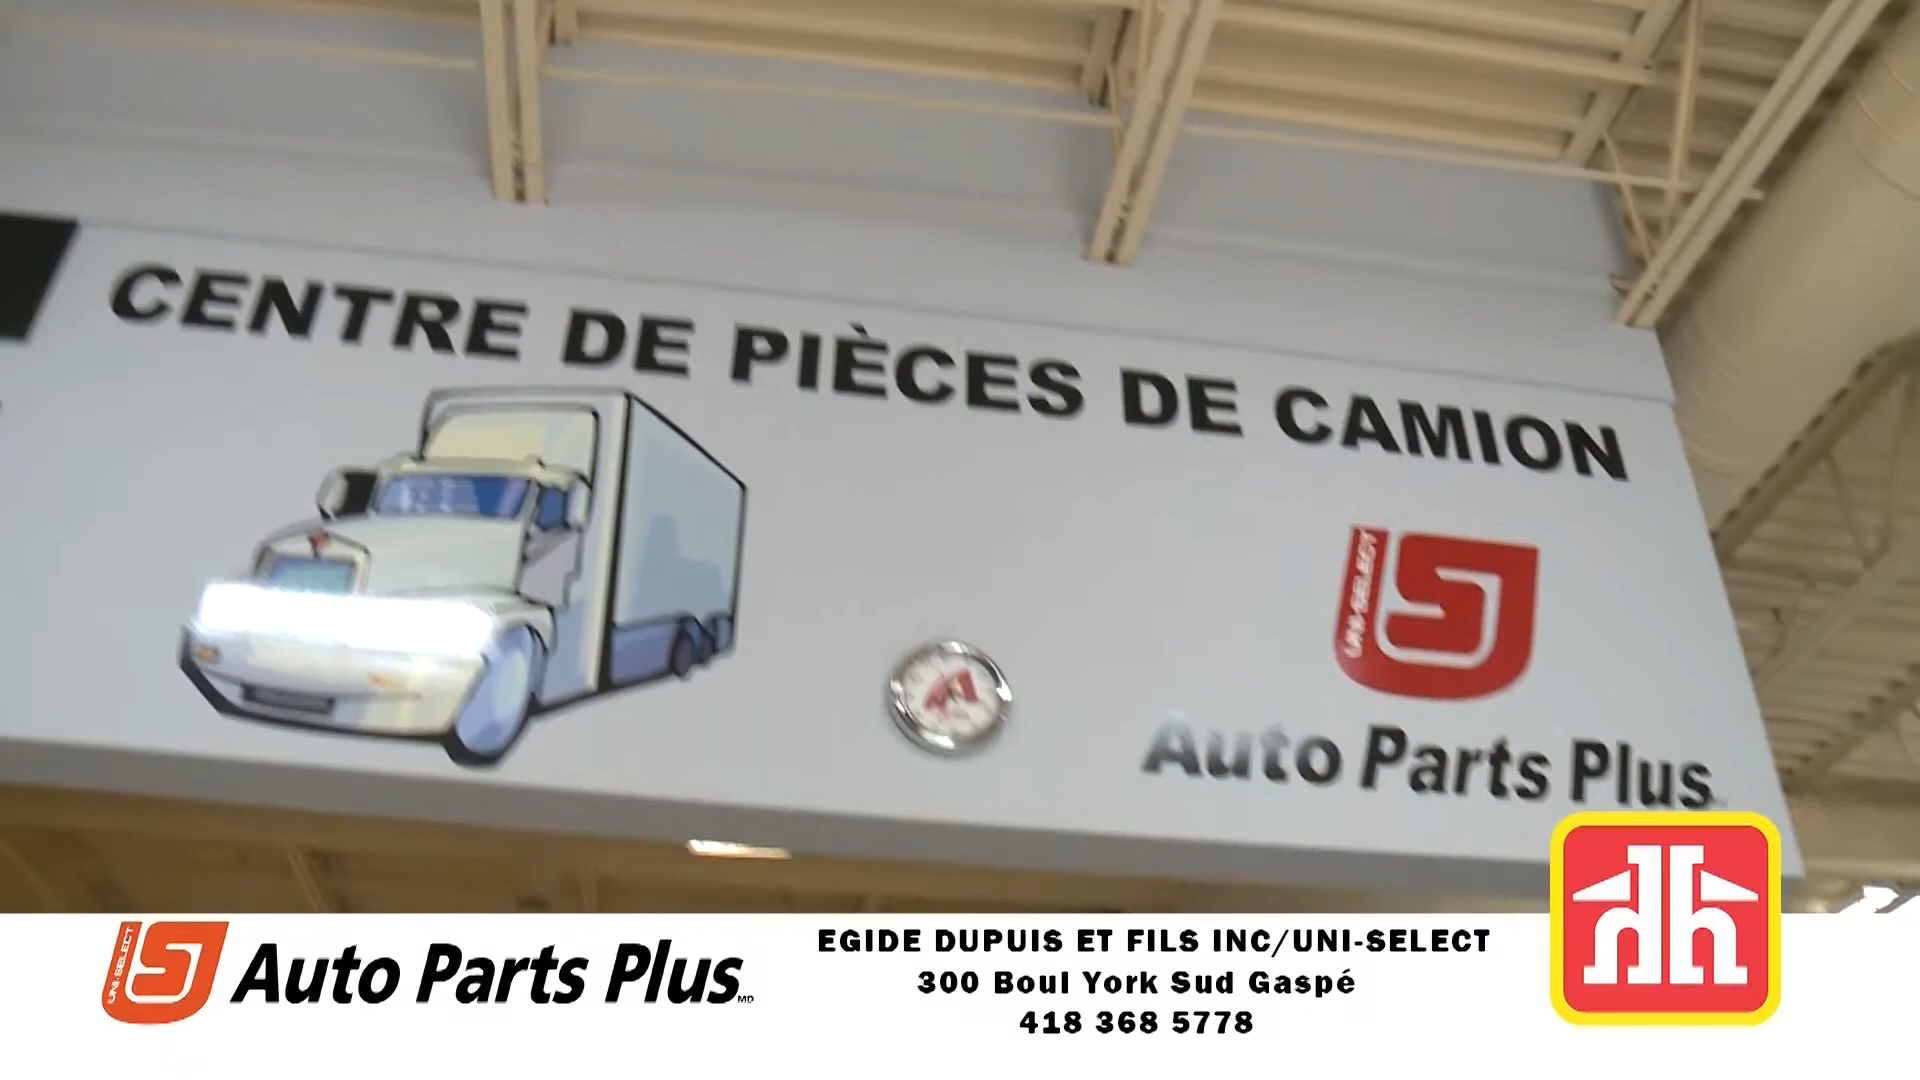 CENTRE DE PIÈCES DE CAMION
UNI-SELECT
Auto Parts Plus
UNI-SELECT
Auto Parts Plus MD
EGIDE DUPUIS ET FILS INC/UNI-SELECT
300 Boul York Sud Gaspé
418 368 5778